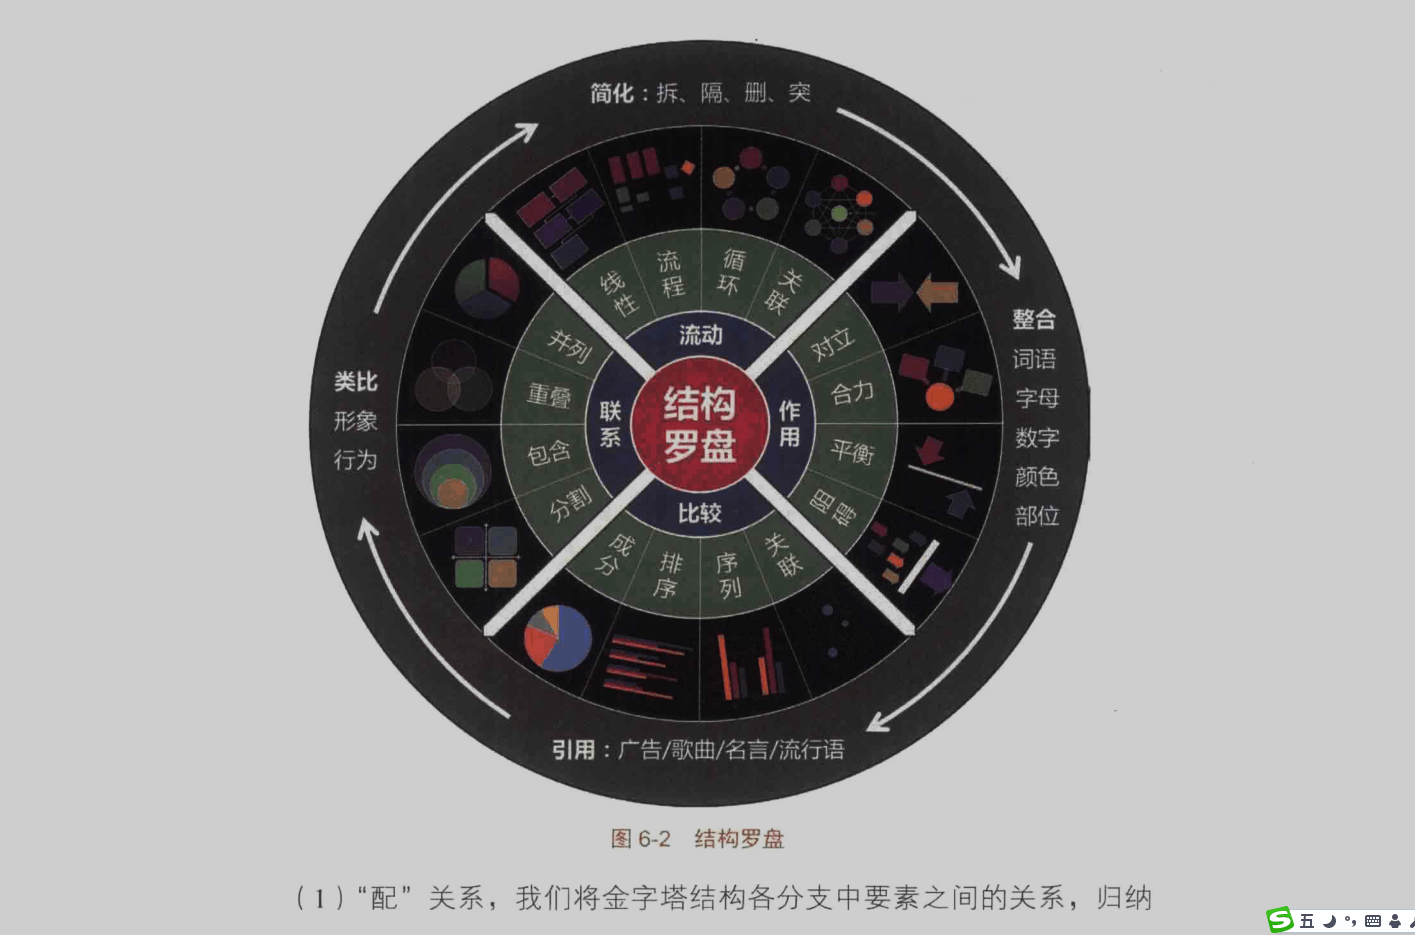 简化：拆、隔、删、突
线性
流程
循环
关联
流动
对立
合力
平衡
阻碍
作用
整合
词语
字母
数字
颜色
部位
并列
重叠
包含
分割
联系
类比
形象
行为
结构
罗盘
比较
成分
排序
序列
关联
引用：广告/歌曲/名言/流行语
图 6-2 结构罗盘
（1）“配”关系，我们将金字塔结构各分支中要素之间的关系，归纳
S 五